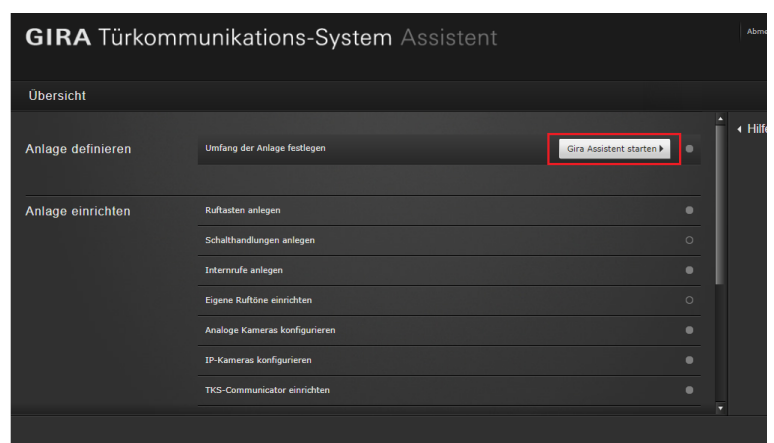 GIRA Türkommunikations-System Assistent
Übersicht
Hilfe
Anlage definieren
Umfang der Anlage festlegen
Gira Assistent starten
Anlage einrichten
Ruftasten anlegen
Schalthandlungen anlegen
Internrufe anlegen
Eigene Ruftöne einrichten
Analoge Kameras konfigurieren
IP-Kameras konfigurieren
TKS-Communicator einrichten